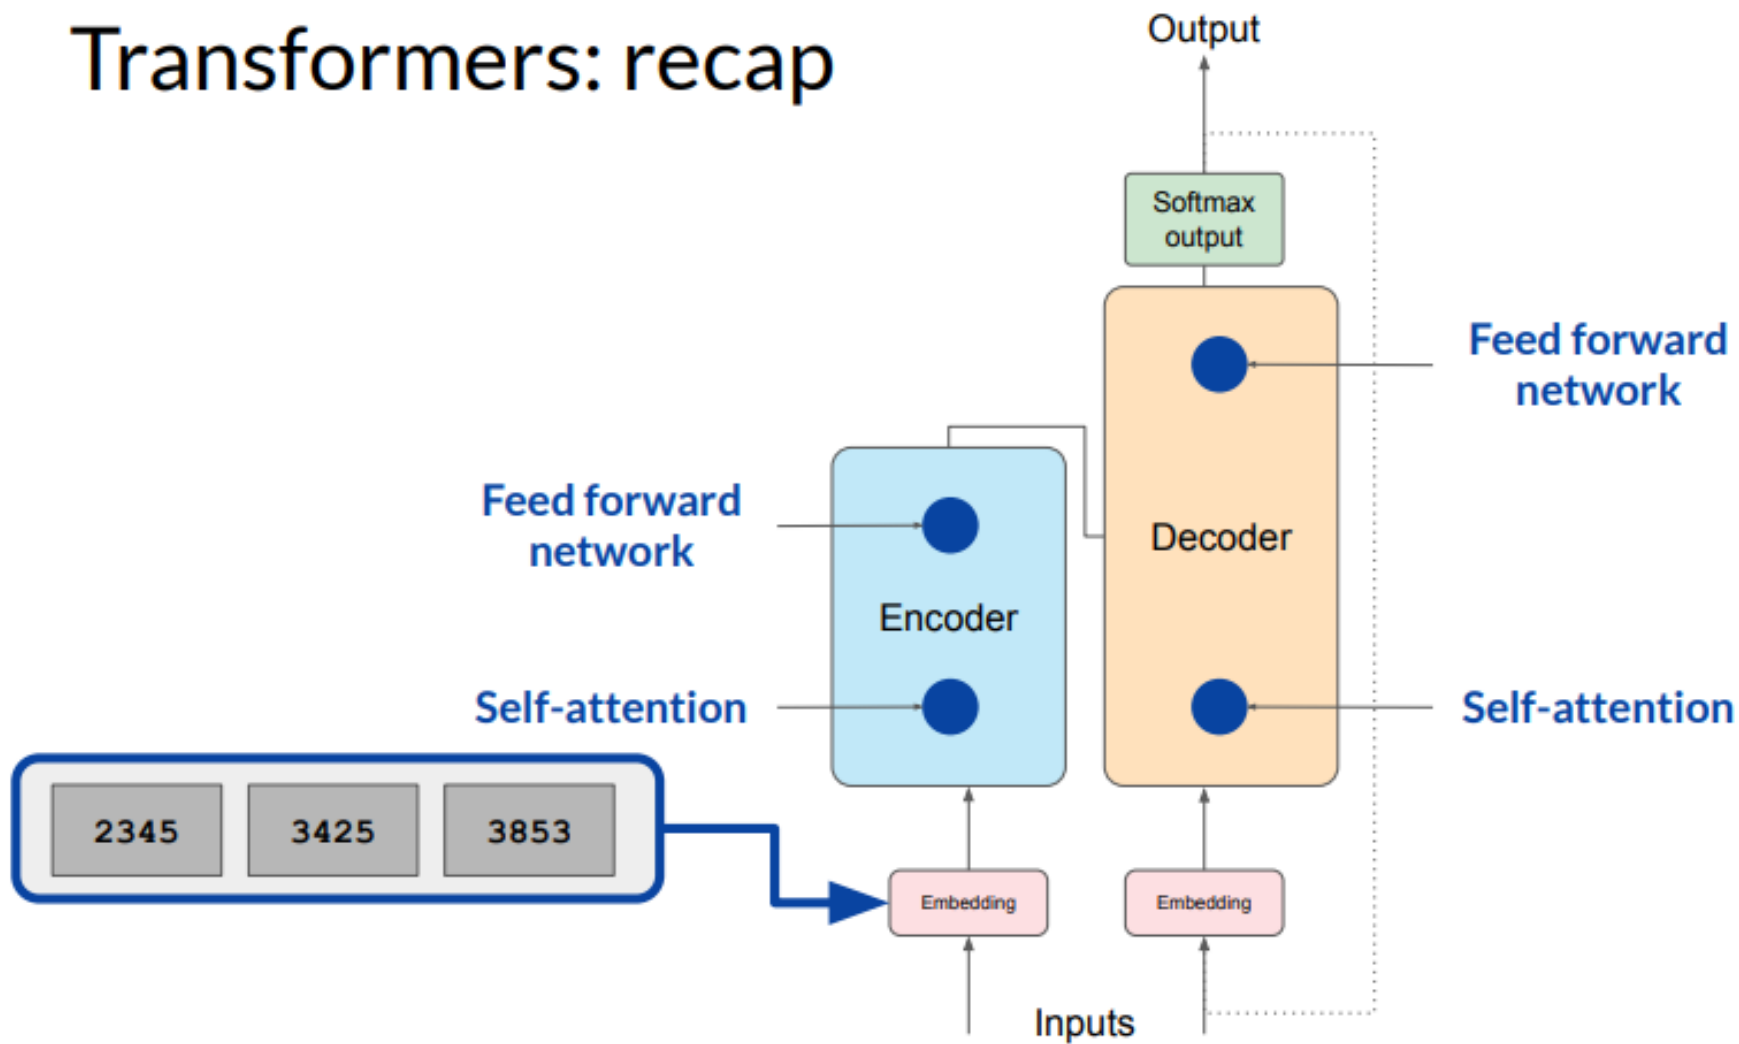 Transformers: recap
Output
Softmax
output
Feed forward
network
Feed forward
network
Decoder
Encoder
Self-attention
Self-attention
2345 3425 3853
Embedding
Embedding
Inputs